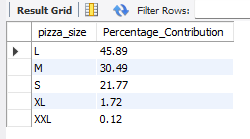 Result Grid Filter Rows:
pizza_size Percentage_Contribution
L 45.89
M 30.49
S 21.77
XL 1.72
XXL 0.12